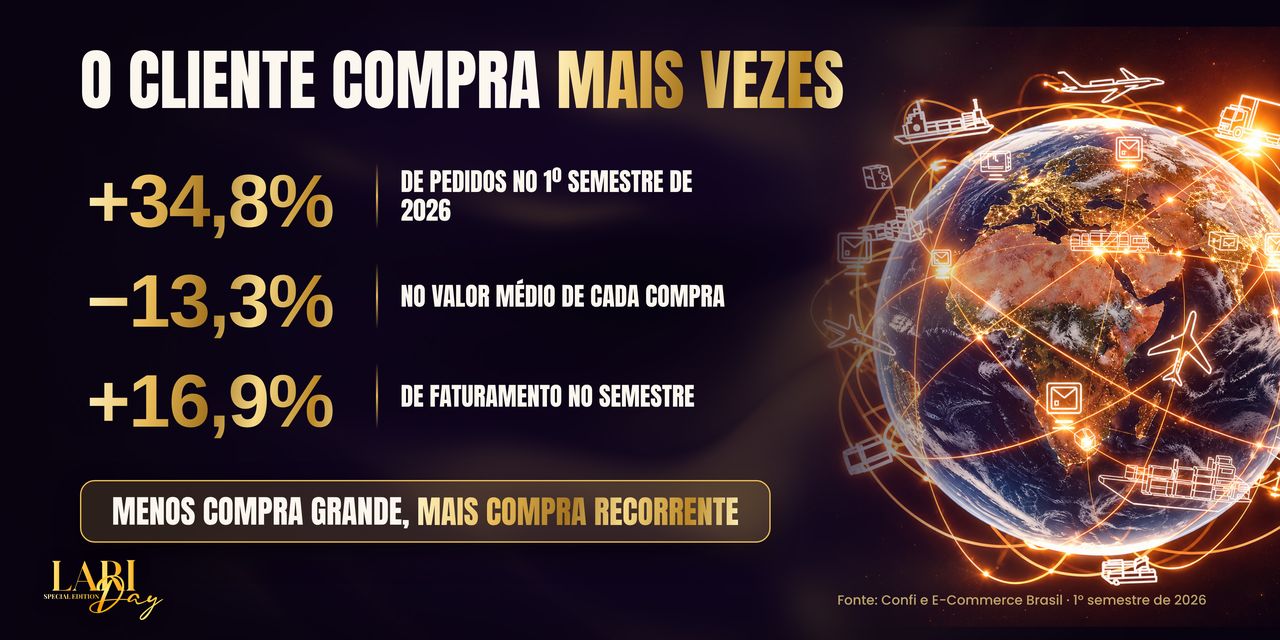 O CLIENTE COMPRA MAIS VEZES
+34,8%
DE PEDIDOS NO 1º SEMESTRE DE
2026
−13,3%
NO VALOR MÉDIO DE CADA COMPRA
+16,9%
DE FATURAMENTO NO SEMESTRE
MENOS COMPRA GRANDE, MAIS COMPRA RECORRENTE
LABI
SPECIAL EDITION Day
Fonte: Confi e E-Commerce Brasil · 1º semestre de 2026